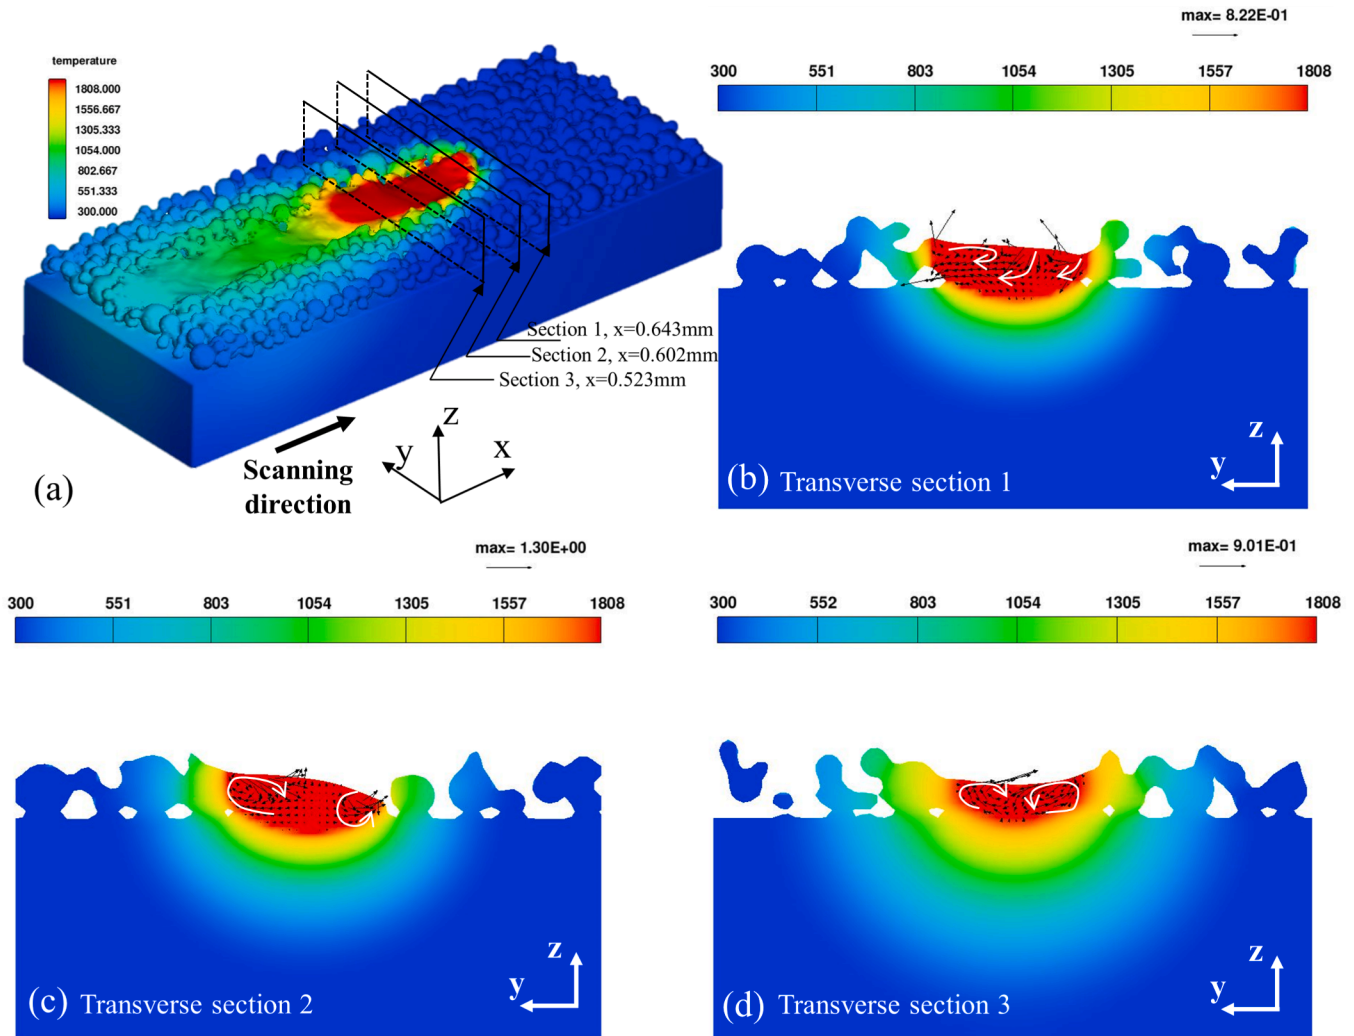 temperature
1808.000
1556.667
1305.333
1054.000
802.667
551.333
300.000
Section 1, x=0.643mm
Section 2, x=0.602mm
Section 3, x=0.523mm
Scanning
direction
z
y
x
(a)
max= 8.22E-01
300 551 803 1054 1305 1557 1808
z
y
(b) Transverse section 1
max= 1.30E+00
300 551 803 1054 1305 1557 1808
z
y
(c) Transverse section 2
max= 9.01E-01
300 552 803 1054 1305 1557 1808
z
y
(d) Transverse section 3